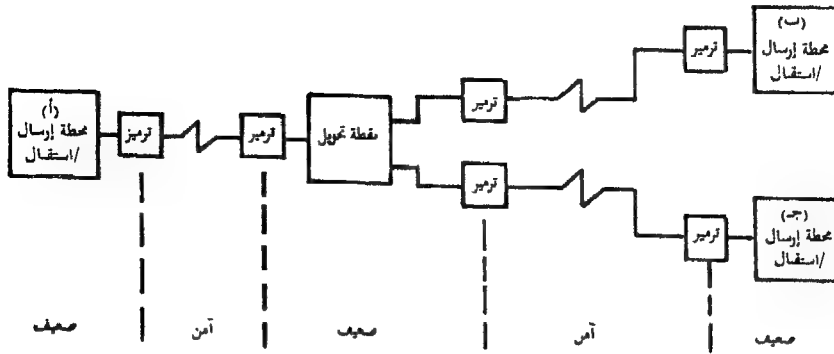 (أ)
محطة إرسال
/استقبال
ترميز
ترميز
نقطة تحويل
ترميز
ترميز
(ب)
محطة إرسال
/استقبال
ترميز
(جـ)
محطة إرسال
/استقبال
ترميز
ضعيف
آمن
ضعيف
آمن
ضعيف